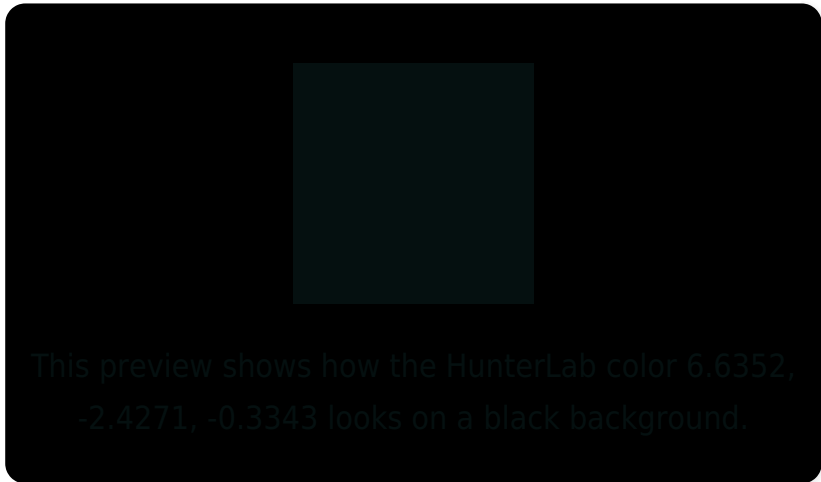 This preview shows how the HunterLab color 6.6352,
-2.4271, -0.3343 looks on a black background.